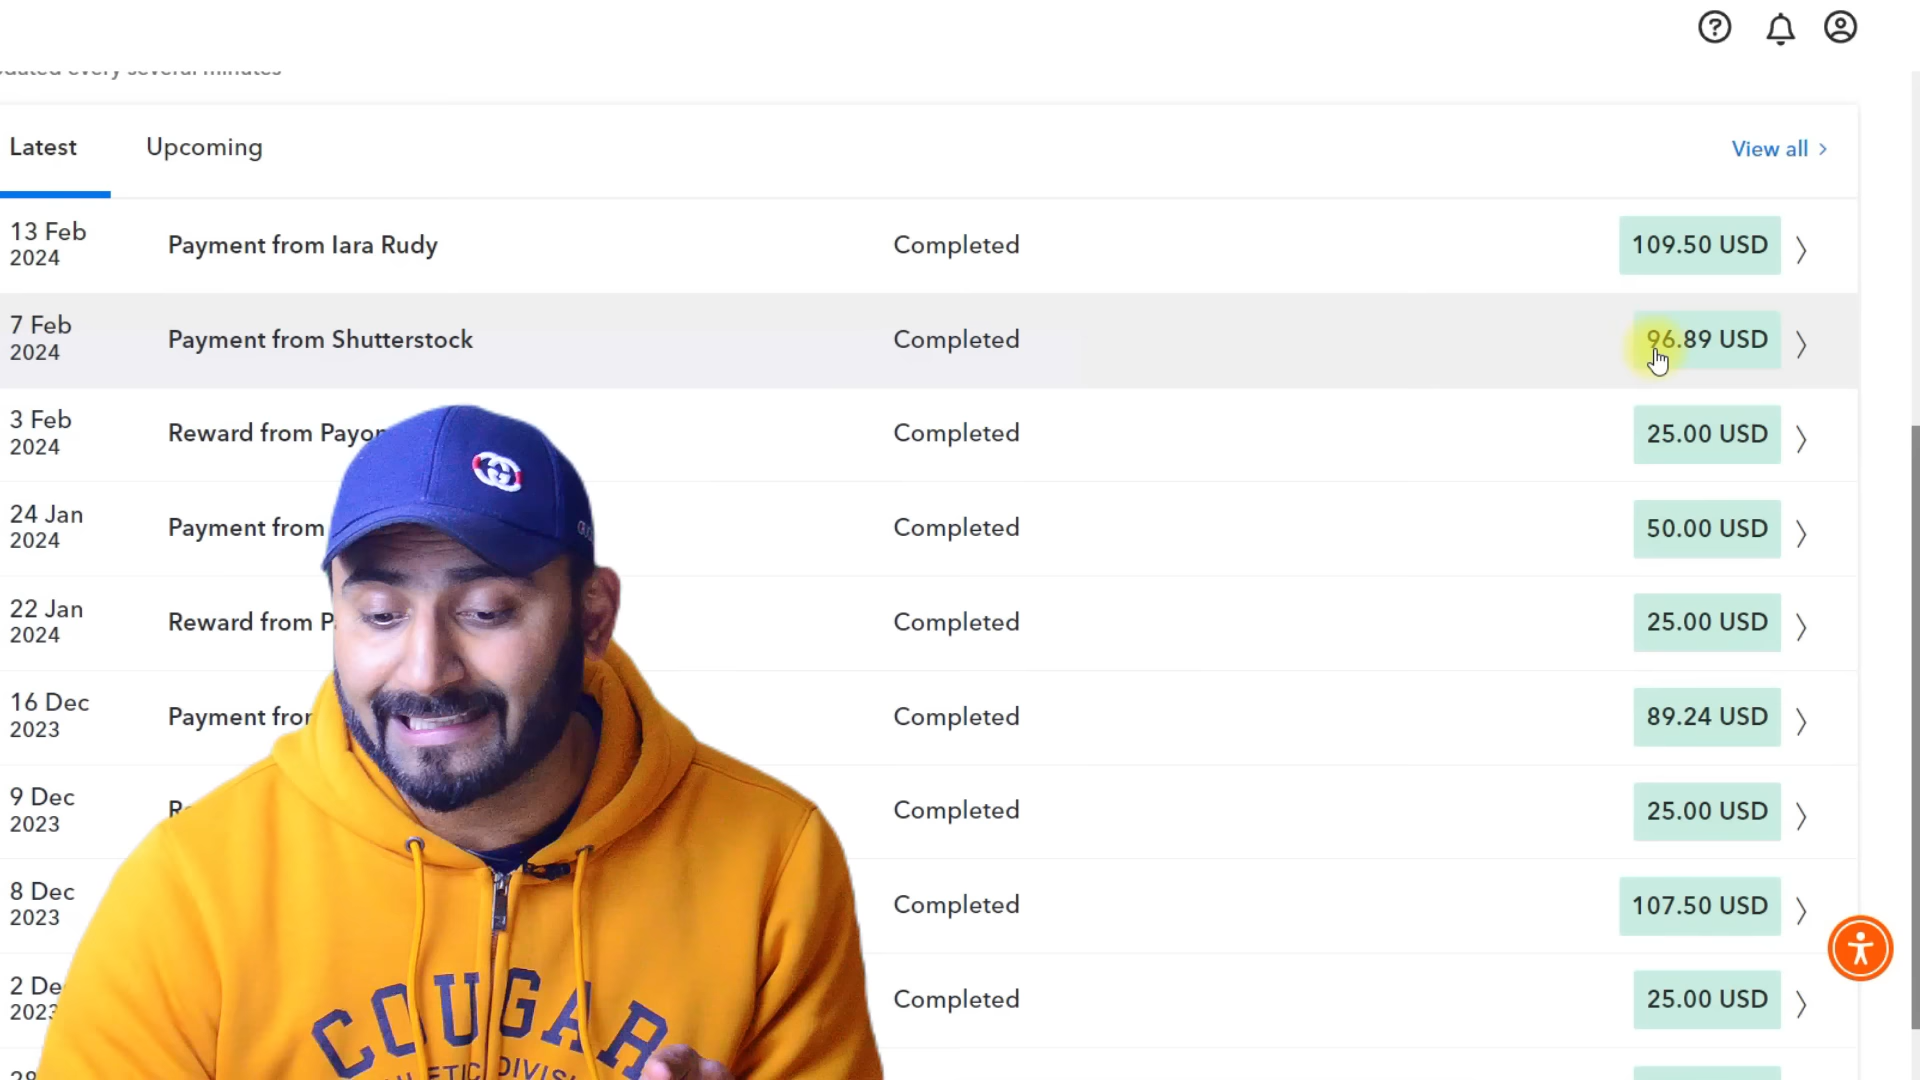 Latest Upcoming View all >
13 Feb 2024 Payment from Iara Rudy Completed 109.50 USD
7 Feb 2024 Payment from Shutterstock Completed 96.89 USD
3 Feb 2024 Reward from Completed 25.00 USD
24 Jan 2024 Payment from Completed 50.00 USD
22 Jan 2024 Reward from Completed 25.00 USD
16 Dec 2023 Payment Completed 89.24 USD
9 Dec 2023 Completed 25.00 USD
8 Dec 2023 Completed 107.50 USD
2 Completed 25.00 USD
COUGAR